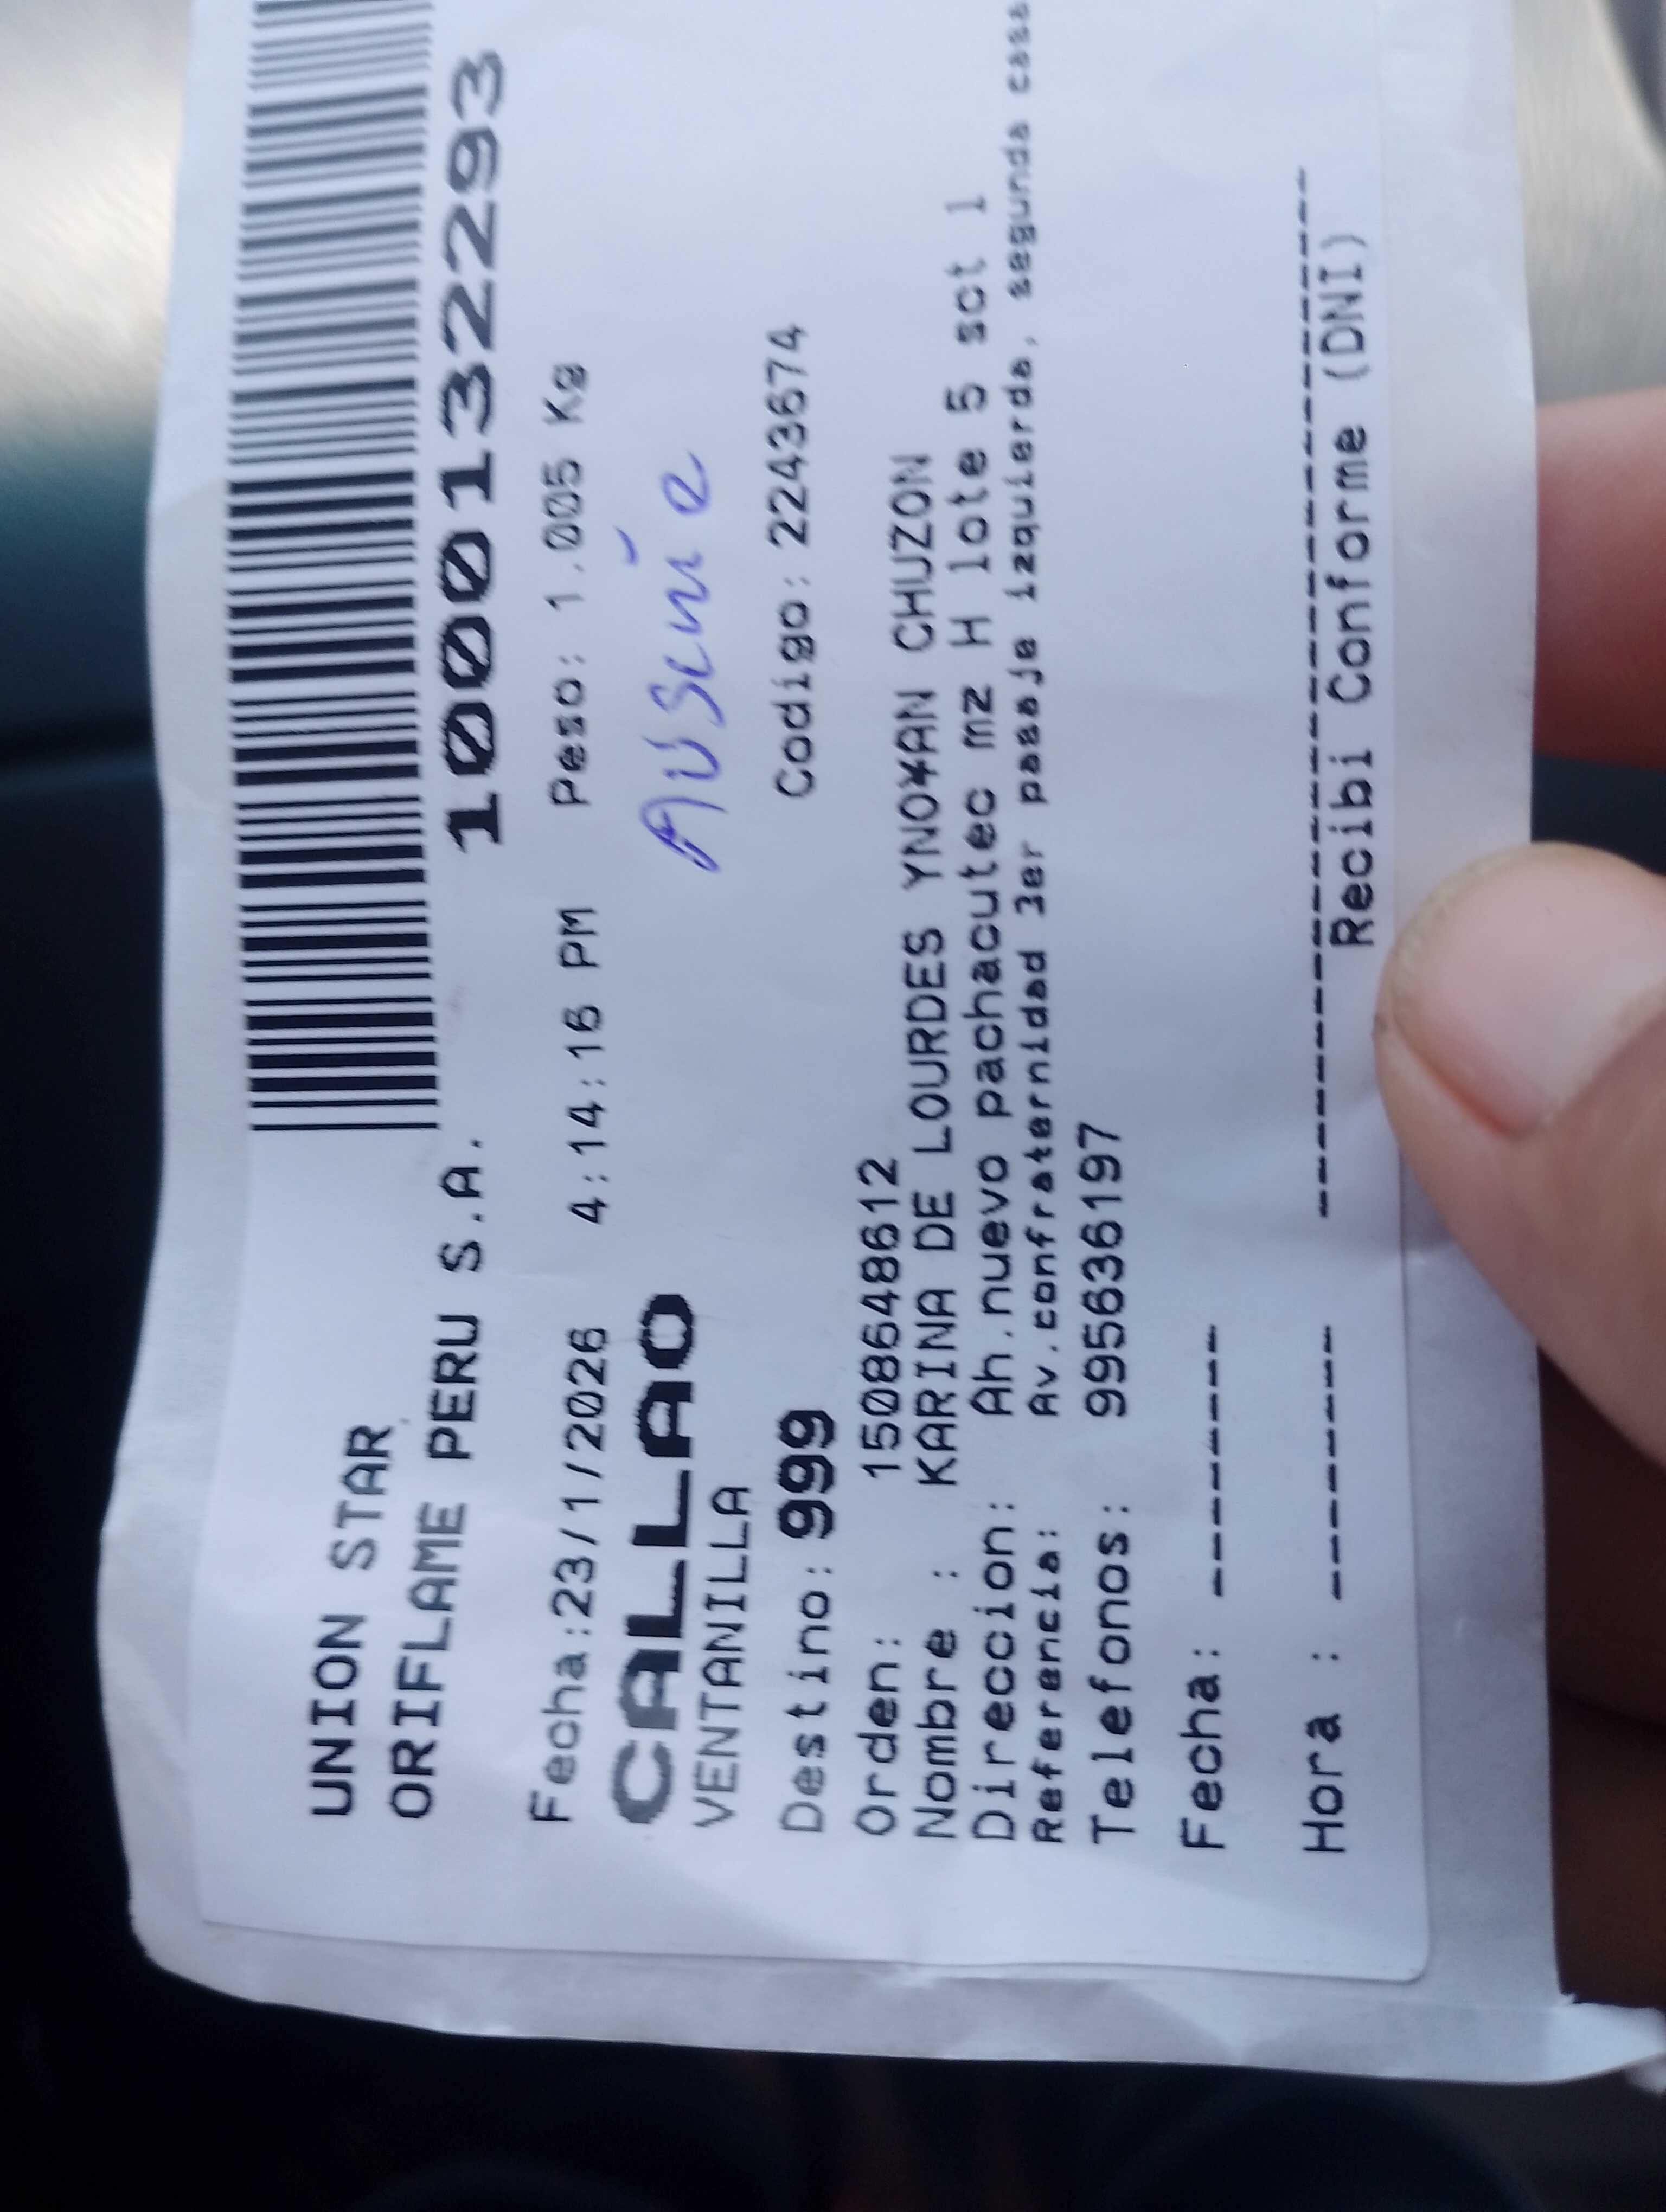 UNION STAR
ORIFLAME PERU S.A. 1000132293
Fecha:23/1/2026 4:14:16 PM Peso: 1.005 Kg
CALLAO
VENTANILLA
Ausente
Destino: 999 Codigo: 2243674
Orden: 1508648612
Nombre : KARINA DE LOURDES YNO¥AN CHUZON
Direccion: Ah.nuevo pachacutec mz H lote 5 sct 1
Referencia: Av.confraternidad 3er pasaje izquierda, segunda casa
Telefonos: 995636197
Fecha: -------
Hora : -------
Recibi Conforme (DNI)